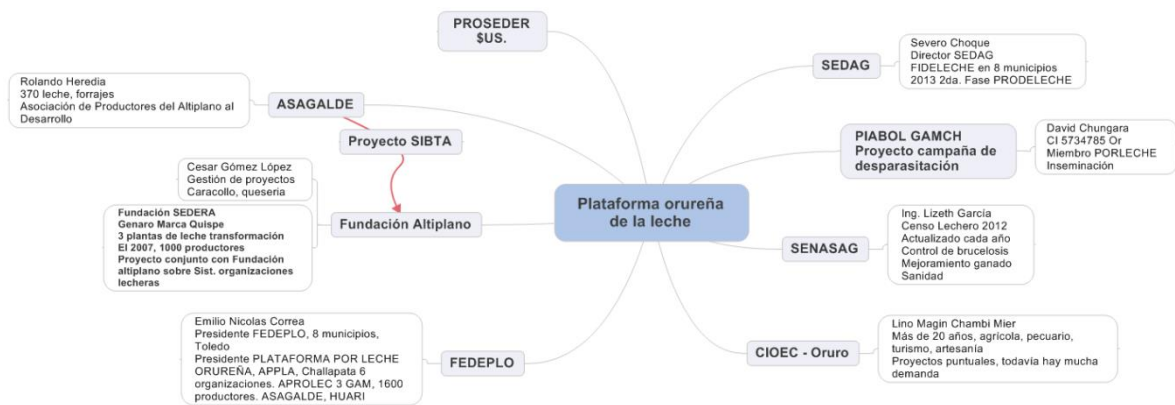 PROSEDER
$US.
Rolando Heredia
370 leche, forrajes
Asociación de Productores del Altiplano al
Desarrollo
ASAGALDE
Proyecto SIBTA
Cesar Gómez López
Gestión de proyectos
Caracollo, queseria
Fundación SEDERA
Genaro Marca Quispe
3 plantas de leche transformación
El 2007, 1000 productores
Proyecto conjunto con Fundación
altiplano sobre Sist. organizaciones
lecheras
Fundación Altiplano
Emilio Nicolas Correa
Presidente FEDEPLO, 8 municipios,
Toledo
Presidente PLATAFORMA POR LECHE
ORUREÑA, APPLA, Challapata 6
organizaciones. APROLEC 3 GAM, 1600
productores. ASAGALDE, HUARI
FEDEPLO
Plataforma orureña
de la leche
SEDAG
Severo Choque
Director SEDAG
FIDELECHE en 8 municipios
2013 2da. Fase PRODELECHE
PIABOL GAMCH
Proyecto campaña de
desparasitación
David Chungara
CI 5734785 Or
Miembro PORLECHE
Inseminación
SENASAG
Ing. Lizeth García
Censo Lechero 2012
Actualizado cada año
Control de brucelosis
Mejoramiento ganado
Sanidad
CIOEC - Oruro
Lino Magin Chambi Mier
Más de 20 años, agrícola, pecuario,
turismo, artesanía
Proyectos puntuales, todavía hay mucha
demanda